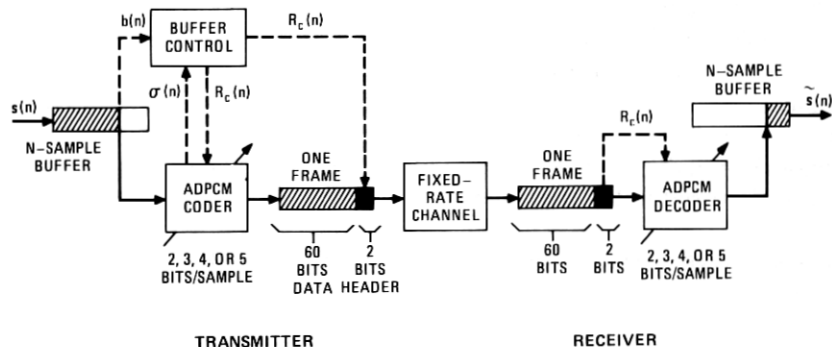 b(n)
BUFFER
CONTROL
R_c(n)
σ(n)
R_c(n)
s(n)
N-SAMPLE
BUFFER
ADPCM
CODER
2, 3, 4, OR 5
BITS/SAMPLE
ONE
FRAME
60
BITS
DATA
2
BITS
HEADER
FIXED-
RATE
CHANNEL
ONE
FRAME
60
BITS
2
BITS
R_c(n)
ADPCM
DECODER
2, 3, 4, OR 5
BITS/SAMPLE
N-SAMPLE
BUFFER
s̃(n)
TRANSMITTER
RECEIVER